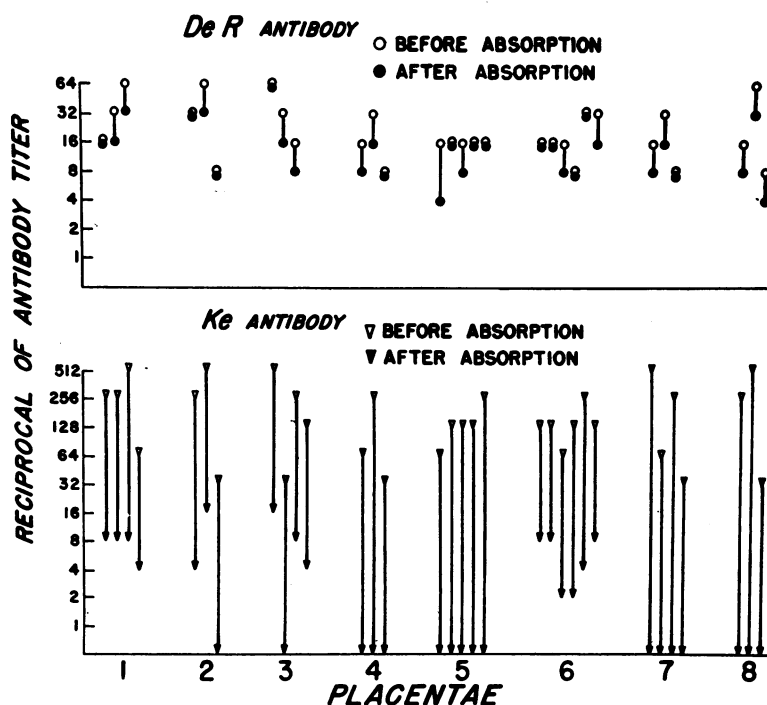 De R ANTIBODY
○ BEFORE ABSORPTION
● AFTER ABSORPTION
64
32
16
8
4
2
1
Ke ANTIBODY
▽ BEFORE ABSORPTION
▼ AFTER ABSORPTION
512
256
128
64
32
16
8
4
2
1
RECIPROCAL OF ANTIBODY TITER
1 2 3 4 5 6 7 8
PLACENTAE